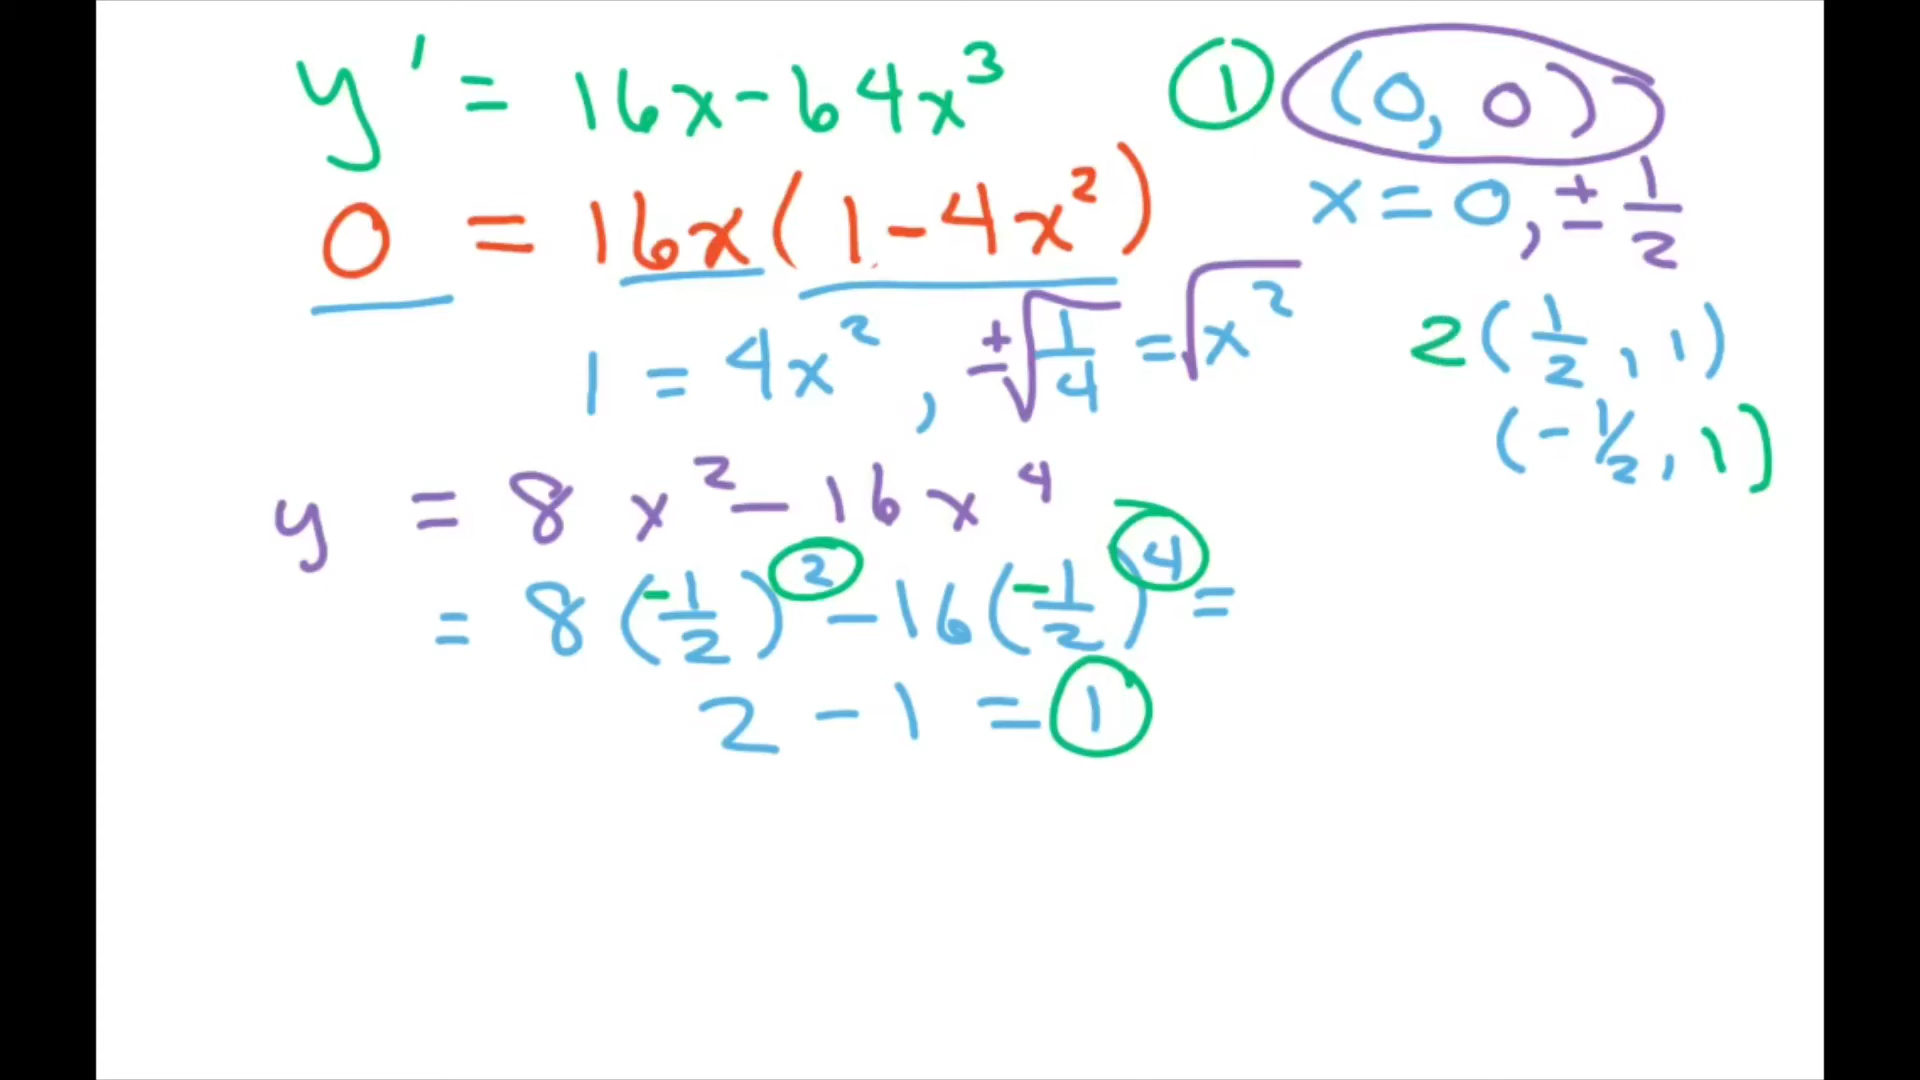 y' = 16x - 64x³
① (0, 0)
0 = 16x(1 - 4x²)
x = 0, ± 1/2
1 = 4x², ±√(1/4) = √x²
2 (1/2, 1)
(-1/2, 1)
y = 8x² - 16x⁴
= 8(-1/2)² - 16(-1/2)⁴ =
2 - 1 = 1